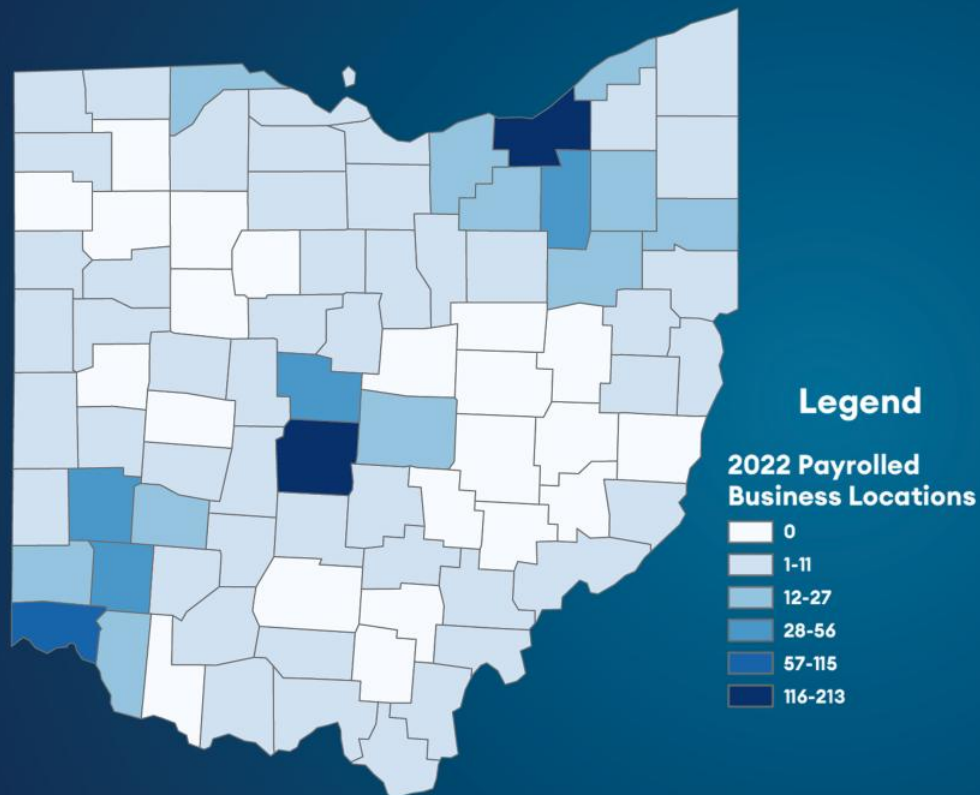 Legend
2022 Payrolled
Business Locations
0
1-11
12-27
28-56
57-115
116-213